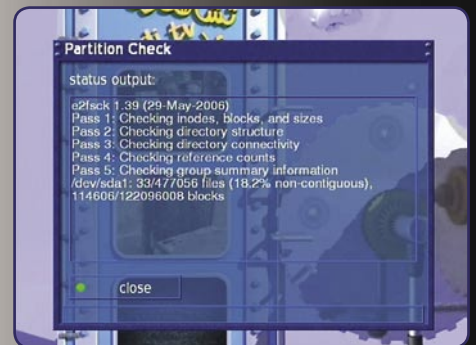 Partition Check
status output:
e2fsck 1.39 (29-May-2006)
Pass 1: Checking inodes, blocks, and sizes
Pass 2: Checking directory structure
Pass 3: Checking directory connectivity
Pass 4: Checking reference counts
Pass 5: Checking group summary information
/dev/sda1: 33/477056 files (18.2% non-contiguous),
114606/122096008 blocks
close